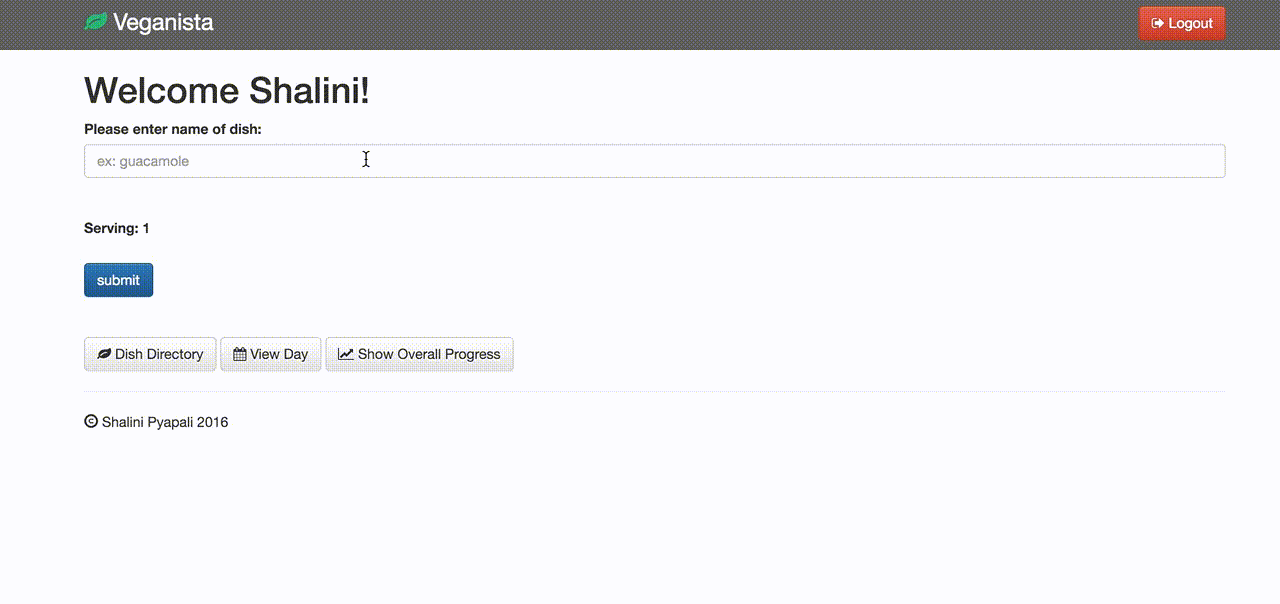 Veganista
Logout
Welcome Shalini!
Please enter name of dish:
ex: guacamole
Serving: 1
submit
Dish Directory View Day Show Overall Progress
© Shalini Pyapali 2016